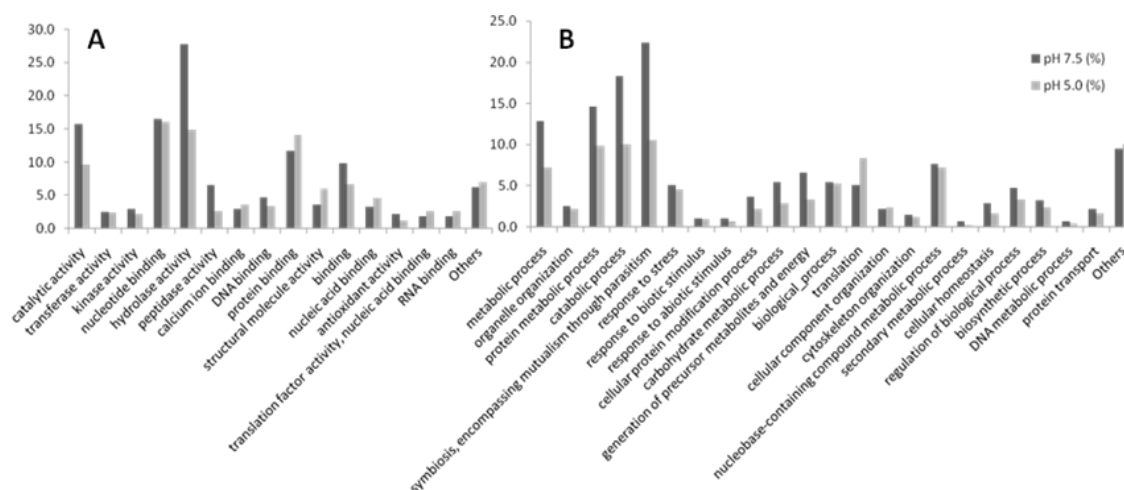 A
30.0
25.0
20.0
15.0
10.0
5.0
0.0
catalytic activity
transferase activity
kinase activity
nucleotide binding
hydrolase activity
peptidase activity
calcium ion binding
DNA binding
protein binding
structural molecule activity
binding
nucleic acid binding
antioxidant activity
translation factor activity, nucleic acid binding
RNA binding
Others
B
25.0
20.0
15.0
10.0
5.0
0.0
pH 7.5 (%)
pH 5.0 (%)
metabolic process
organelle organization
protein metabolic process
catabolic process
symbiosis, encompassing mutualism through parasitism
response to stress
response to biotic stimulus
response to abiotic stimulus
cellular protein modification process
carbohydrate metabolic process
generation of precursor metabolites and energy
biological _process
translation
cellular component organization
cytoskeleton organization
nucleobase-containing compound metabolic process
secondary metabolic process
cellular homeostasis
regulation of biological process
biosynthetic process
DNA metabolic process
protein transport
Others